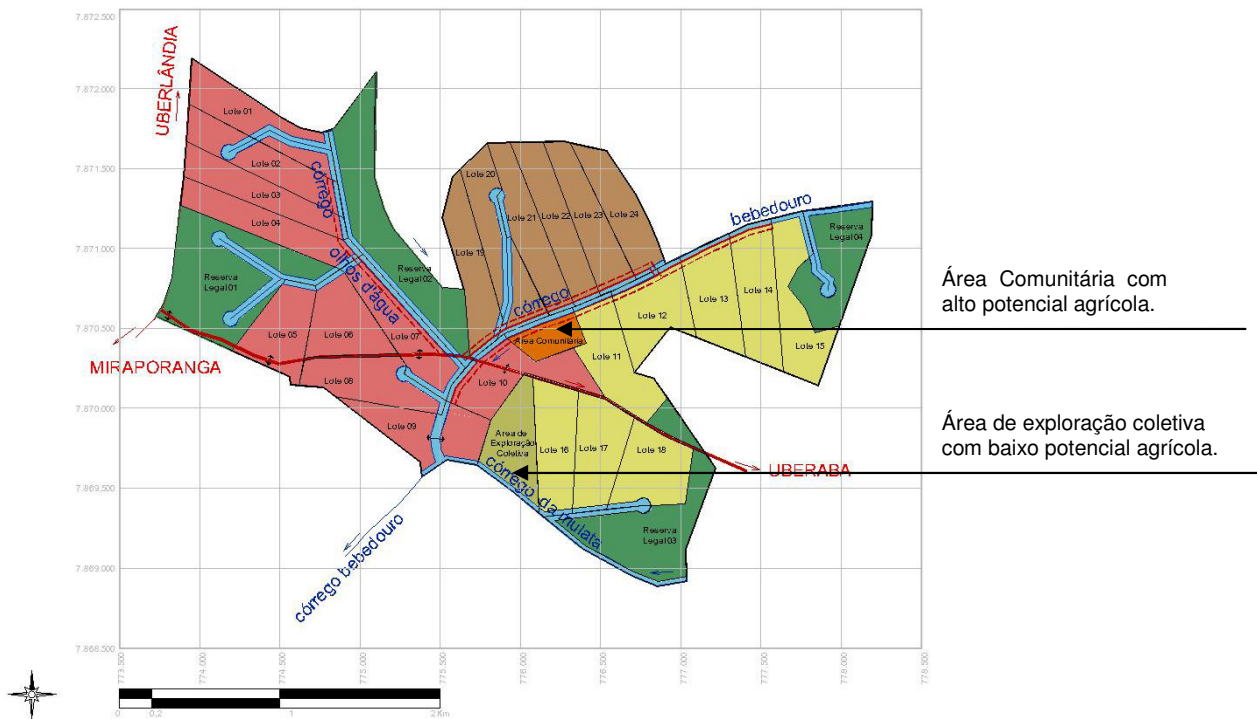 7.872.500
7.872.000
7.871.500
7.871.000
7.870.500
7.870.000
7.869.500
7.869.000
7.868.500
UBERLÂNDIA
Lote 01
Lote 02
Lote 03
Lote 04
córrego
olhos d'agua
Reserva
Legal 01
Reserva
Legal 02
Lote 05
Lote 06
Lote 07
Lote 08
Lote 09
Lote 10
MIRAPORANGA
Lote 19
Lote 20
Lote 21
Lote 22
Lote 23
Lote 24
córrego
bebedouro
Área Comunitária
Lote 11
Lote 12
Lote 13
Lote 14
Lote 15
Reserva
Legal 04
Area de
Exploração
Coletiva
Lote 16
Lote 17
Lote 18
Reserva
Legal 03
córrego da mulata
córrego bebedouro
UBERABA
Área Comunitária com
alto potencial agrícola.
Área de exploração coletiva
com baixo potencial agrícola.
773.500
774.000
774.500
775.000
775.500
776.000
776.500
777.000
777.500
778.000
778.500
0
0,2
1
2 Km